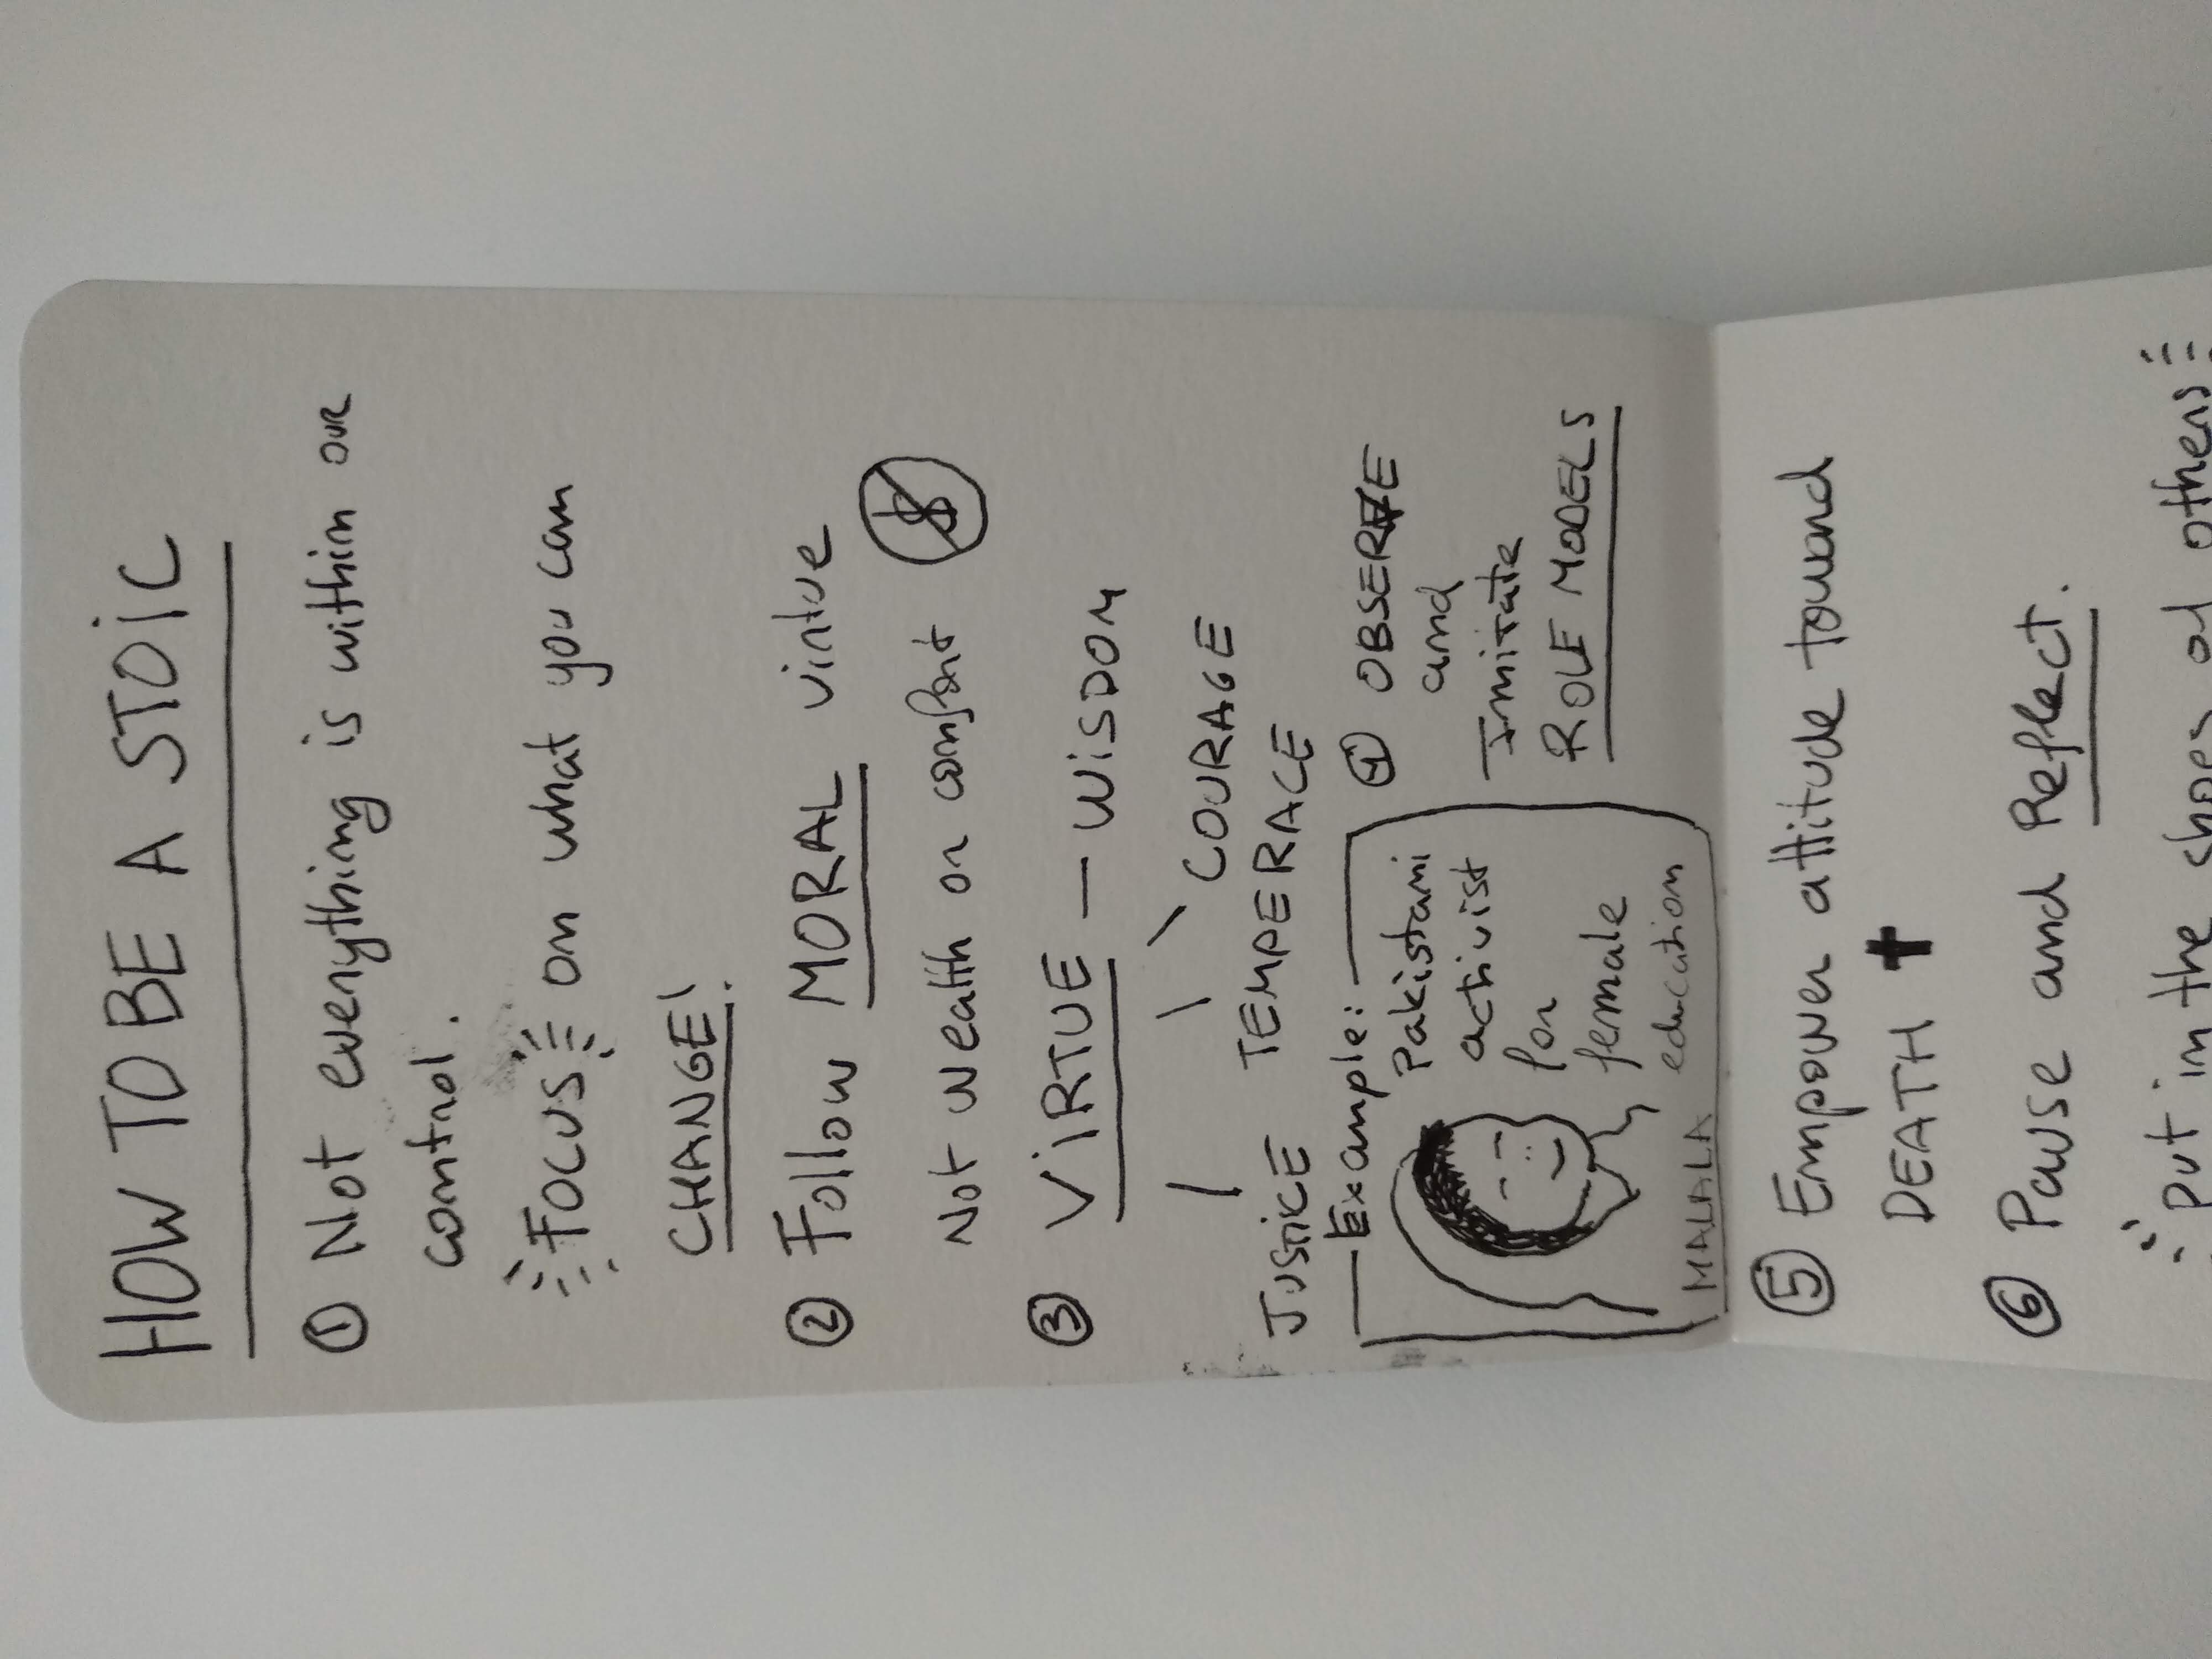 HOW TO BE A STOIC
① Not everything is within OUR
control.
FOCUS on what you can
CHANGE!
② Follow MORAL virtue
Not wealth or comfort
$
③ VIRTUE - WISDOM
COURAGE
TEMPERACE
JUSTICE
Example:
Pakistani
activist
for
female
education
MALALA
④ OBSERVE
and
Imitate
ROLE MODELS
⑤ Empower attitude toward
DEATH
⑥ Pause and Reflect.
"put in the shoes of others